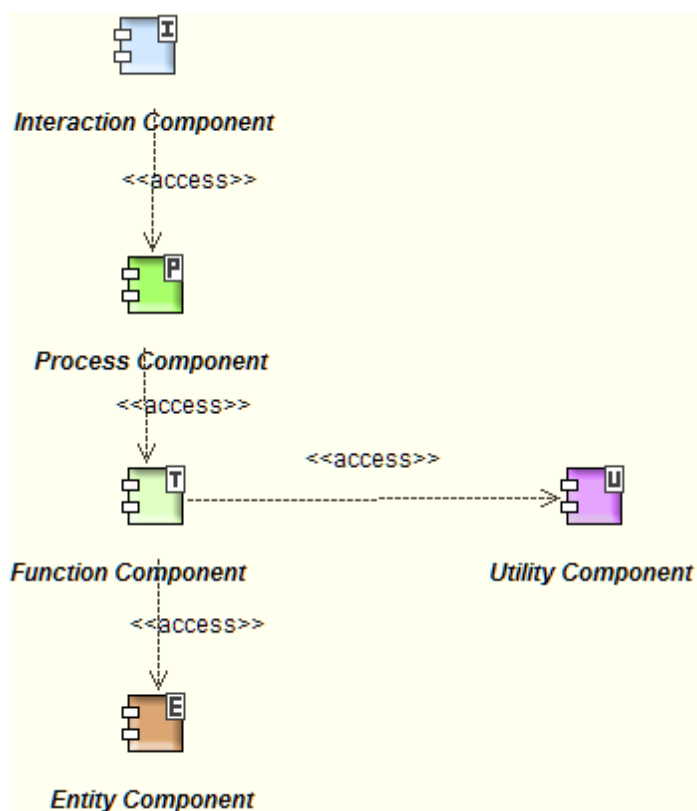 I
Interaction Component
<<access>>
P
Process Component
<<access>>
<<access>>
T
U
Function Component
Utility Component
<<access>>
E
Entity Component